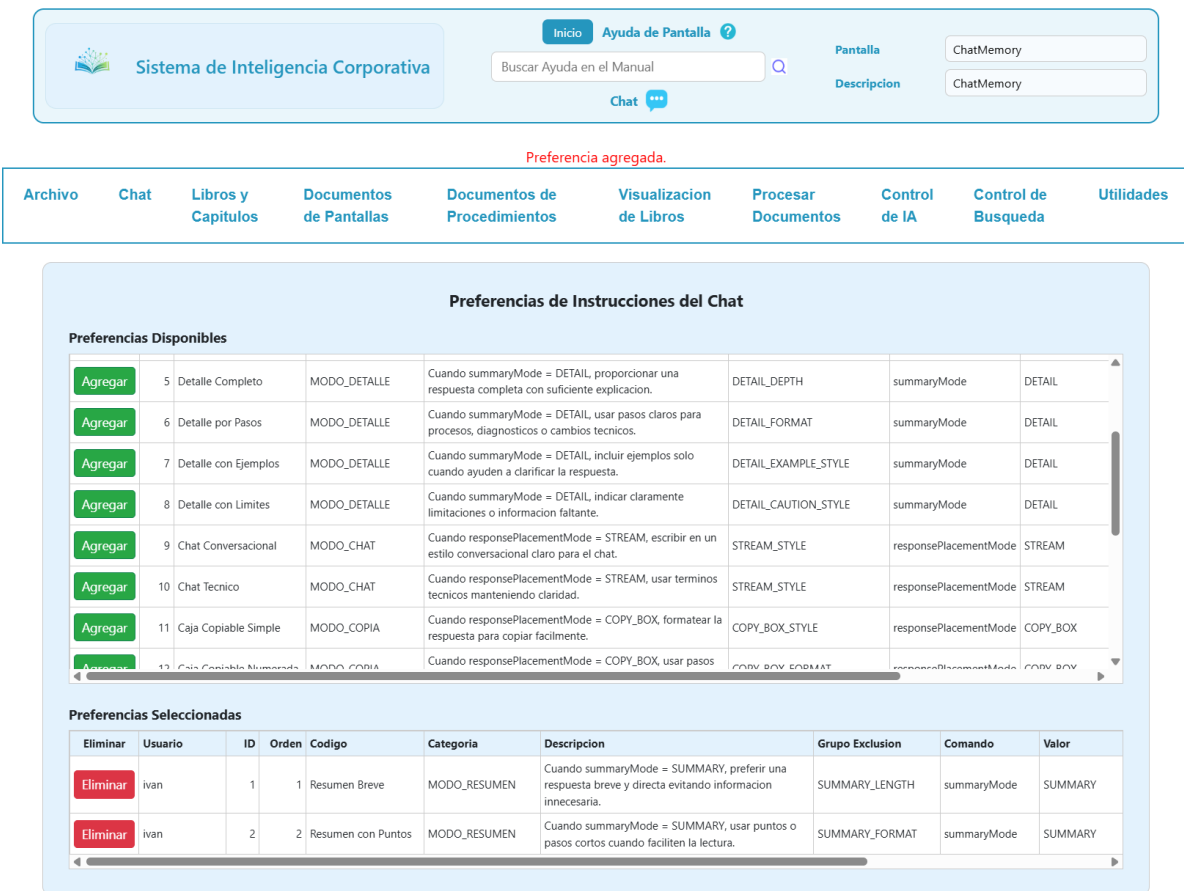 Inicio Ayuda de Pantalla ?
Sistema de Inteligencia Corporativa
Buscar Ayuda en el Manual
Chat
Pantalla ChatMemory
Descripcion ChatMemory
Preferencia agregada.
Archivo Chat Libros y Capitulos Documentos de Pantallas Documentos de Procedimientos Visualizacion de Libros Procesar Documentos Control de IA Control de Busqueda Utilidades
Preferencias de Instrucciones del Chat
Preferencias Disponibles
Agregar 5 Detalle Completo MODO_DETALLE Cuando summaryMode = DETAIL, proporcionar una respuesta completa con suficiente explicacion. DETAIL_DEPTH summaryMode DETAIL
Agregar 6 Detalle por Pasos MODO_DETALLE Cuando summaryMode = DETAIL, usar pasos claros para procesos, diagnosticos o cambios tecnicos. DETAIL_FORMAT summaryMode DETAIL
Agregar 7 Detalle con Ejemplos MODO_DETALLE Cuando summaryMode = DETAIL, incluir ejemplos solo cuando ayuden a clarificar la respuesta. DETAIL_EXAMPLE_STYLE summaryMode DETAIL
Agregar 8 Detalle con Limites MODO_DETALLE Cuando summaryMode = DETAIL, indicar claramente limitaciones o informacion faltante. DETAIL_CAUTION_STYLE summaryMode DETAIL
Agregar 9 Chat Conversacional MODO_CHAT Cuando responsePlacementMode = STREAM, escribir en un estilo conversacional claro para el chat. STREAM_STYLE responsePlacementMode STREAM
Agregar 10 Chat Tecnico MODO_CHAT Cuando responsePlacementMode = STREAM, usar terminos tecnicos manteniendo claridad. STREAM_STYLE responsePlacementMode STREAM
Agregar 11 Caja Copiable Simple MODO_COPIA Cuando responsePlacementMode = COPY_BOX, formatear la respuesta para copiar facilmente. COPY_BOX_STYLE responsePlacementMode COPY_BOX
Agregar 12 Caja Copiable Numerada MODO_COPIA Cuando responsePlacementMode = COPY_BOX, usar pasos COPY_BOX_FORMAT responsePlacementMode COPY_BOX
Preferencias Seleccionadas
Eliminar Usuario ID Orden Codigo Categoria Descripcion Grupo Exclusion Comando Valor
Eliminar ivan 1 1 Resumen Breve MODO_RESUMEN Cuando summaryMode = SUMMARY, preferir una respuesta breve y directa evitando informacion innecesaria. SUMMARY_LENGTH summaryMode SUMMARY
Eliminar ivan 2 2 Resumen con Puntos MODO_RESUMEN Cuando summaryMode = SUMMARY, usar puntos o pasos cortos cuando faciliten la lectura. SUMMARY_FORMAT summaryMode SUMMARY